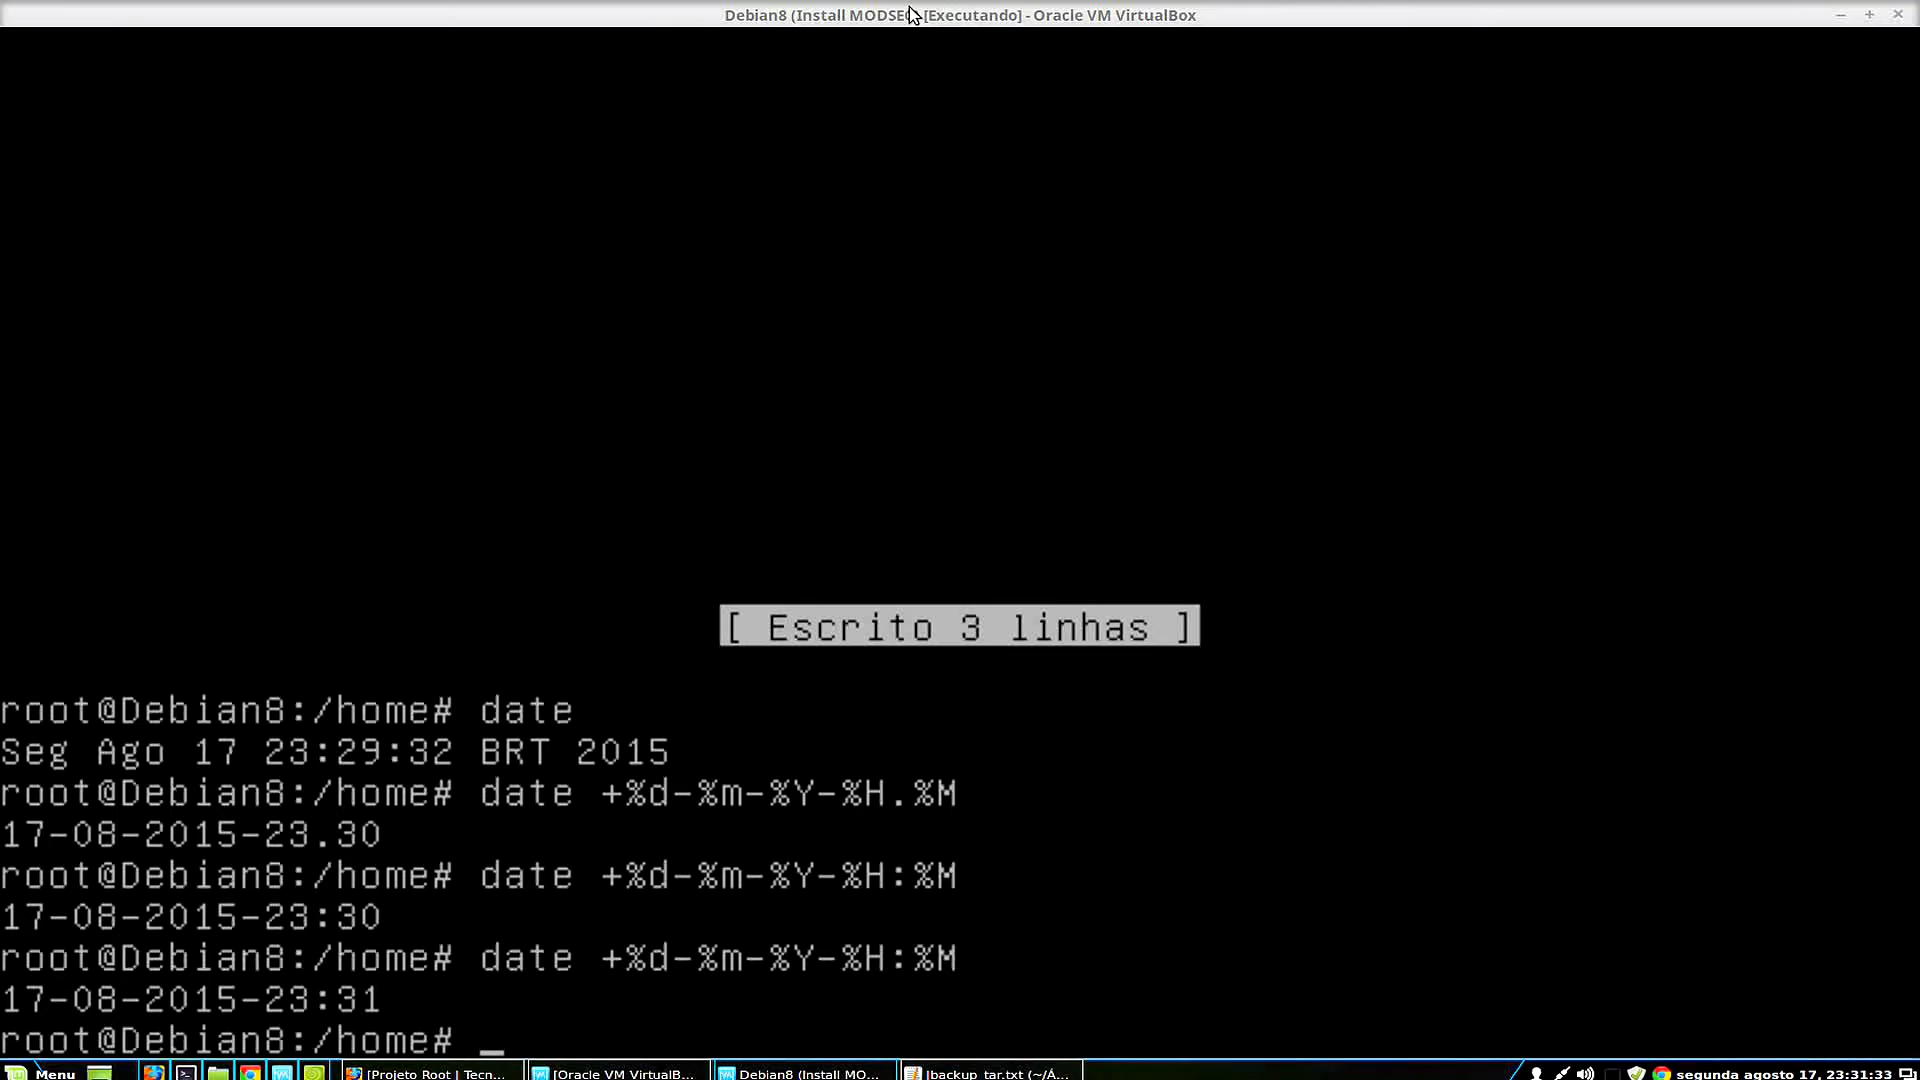 Debian8 (Install MODSE [Executando] - Oracle VM VirtualBox
[ Escrito 3 linhas ]
root@Debian8:/home# date
Seg Ago 17 23:29:32 BRT 2015
root@Debian8:/home# date +%d-%m-%Y-%H.%M
17-08-2015-23.30
root@Debian8:/home# date +%d-%m-%Y-%H:%M
17-08-2015-23:30
root@Debian8:/home# date +%d-%m-%Y-%H:%M
17-08-2015-23:31
root@Debian8:/home# _
Menu [Projeto Root | Tecn... [Oracle VM VirtualB... Debian8 (Install MO... backup_tar.txt (~/Á... segunda agosto 17, 23:31:33